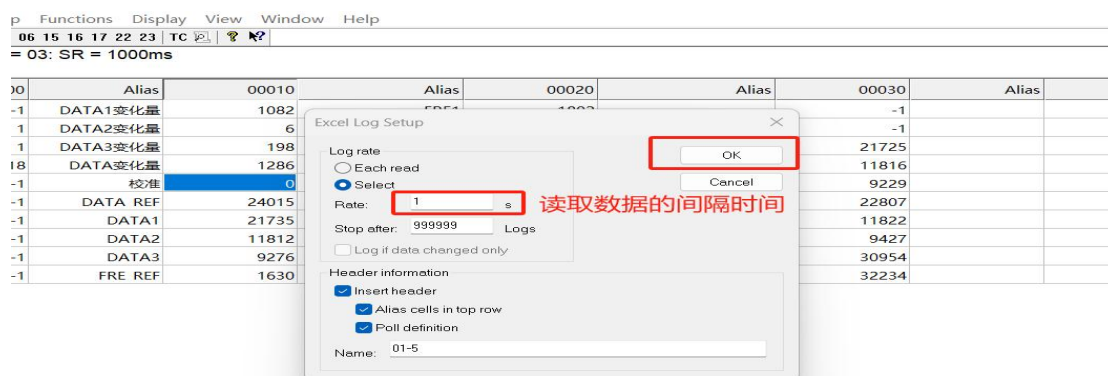 p Functions Display View Window Help
06 15 16 17 22 23 TC
= 03: SR = 1000ms
00 Alias 00010 Alias 00020 Alias 00030 Alias
-1 DATA1变化量 1082 -1
1 DATA2变化量 6 -1
1 DATA3变化量 198 21725
18 DATA变化量 1286 11816
-1 校准 0 9229
-1 DATA REF 24015 22807
-1 DATA1 21735 11822
-1 DATA2 11812 9427
-1 DATA3 9276 30954
-1 FRE REF 1630 32234
Excel Log Setup
Log rate
Each read
Select
Rate: 1 s
Stop after: 999999 Logs
Log if data changed only
OK
Cancel
读取数据的间隔时间
Header information
Insert header
Alias cells in top row
Poll definition
Name: 01-5